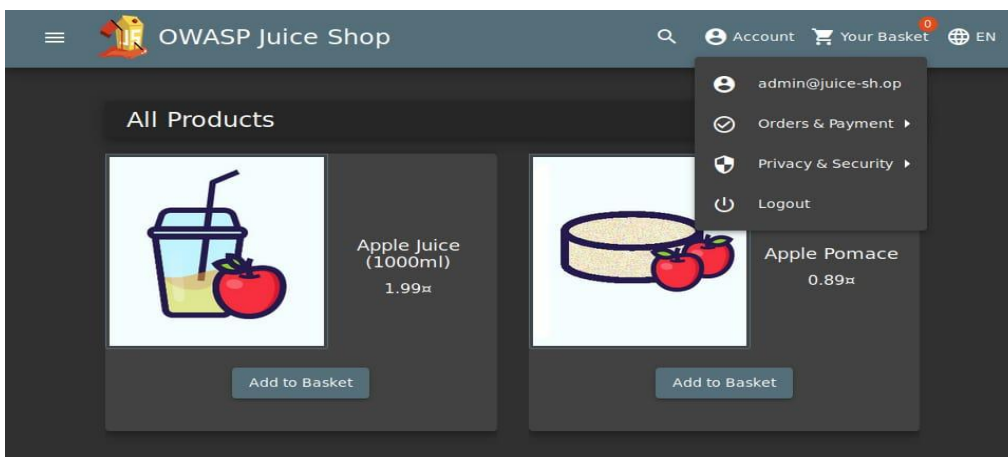 OWASP Juice Shop
Account
0
Your Basket
EN
admin@juice-sh.op
Orders & Payment
Privacy & Security
Logout
All Products
Apple Juice
(1000ml)
1.99¤
Add to Basket
Apple Pomace
0.89¤
Add to Basket